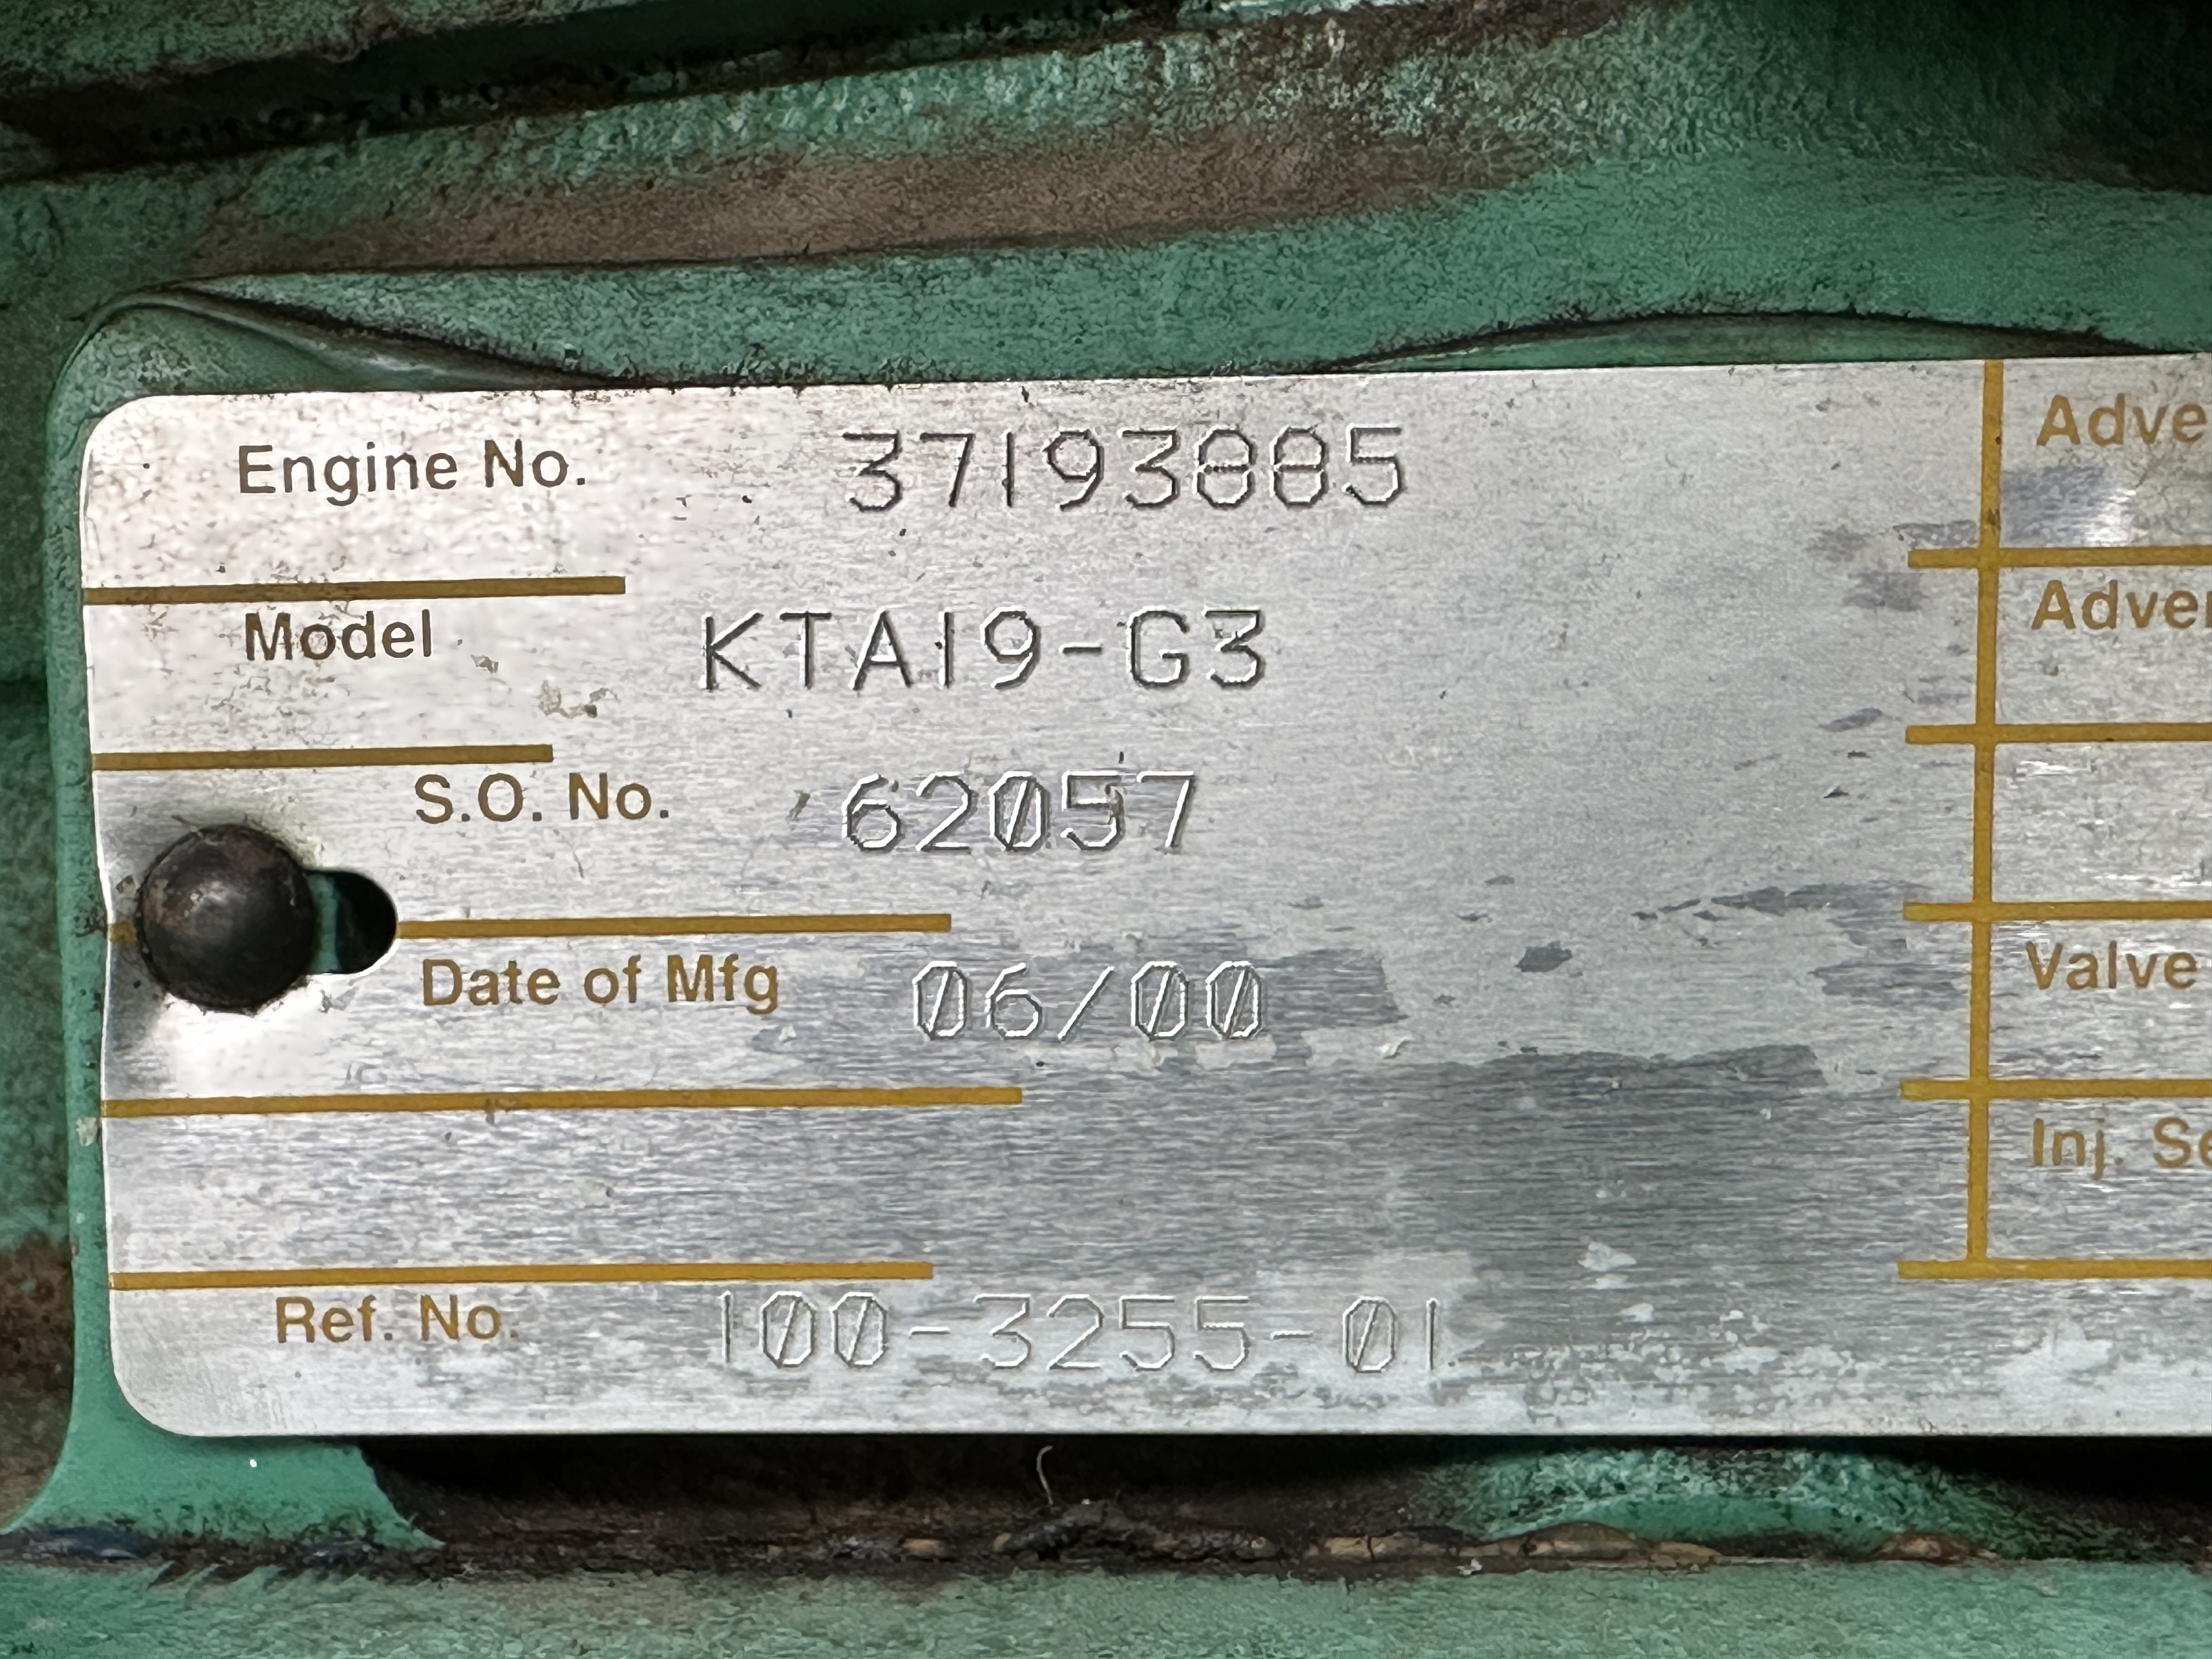 Engine No. 37193885
Model KTA19-G3
S.O. No. 62057
Date of Mfg 06/00
Ref. No. 100-3255-01
Adve
Adve
Valve
Inj. Se